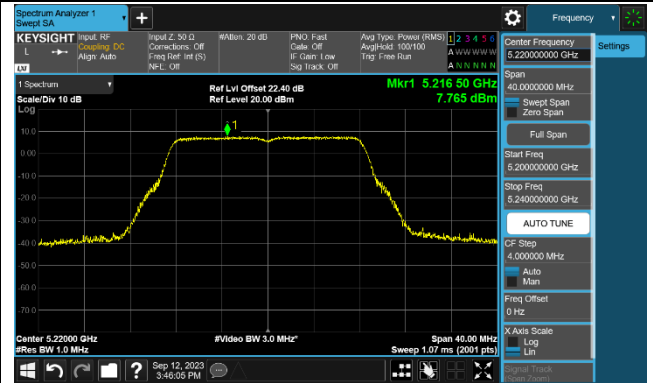 Spectrum Analyzer 1
Swept SA
Frequency
KEYSIGHT
L
LXI
Input: RF
Coupling: DC
Align: Auto
Input Z: 50 Ω
Corrections: Off
Freq Ref: Int (S)
NFE: Off
#Atten: 20 dB
PNO: Fast
Gate: Off
IF Gain: Low
Sig Track: Off
Avg Type: Power (RMS)
Avg|Hold: 100/100
Trig: Free Run
1 2 3 4 5 6
A W W W W W
A N N N N N
1 Spectrum
Scale/Div 10 dB
Log
Ref Lvl Offset 22.40 dB
Ref Level 20.00 dBm
Mkr1 5.216 50 GHz
7.765 dBm
1
10.0
0.00
-10.0
-20.0
-30.0
-40.0
-50.0
-60.0
-70.0
Center 5.22000 GHz
#Res BW 1.0 MHz
#Video BW 3.0 MHz*
Span 40.00 MHz
Sweep 1.07 ms (2001 pts)
Center Frequency
5.220000000 GHz
Settings
Span
40.0000000 MHz
Swept Span
Zero Span
Full Span
Start Freq
5.200000000 GHz
Stop Freq
5.240000000 GHz
AUTO TUNE
CF Step
4.000000 MHz
Auto
Man
Freq Offset
0 Hz
X Axis Scale
Log
Lin
Signal Track
(Span Zoom)
Sep 12, 2023
3:46:05 PM